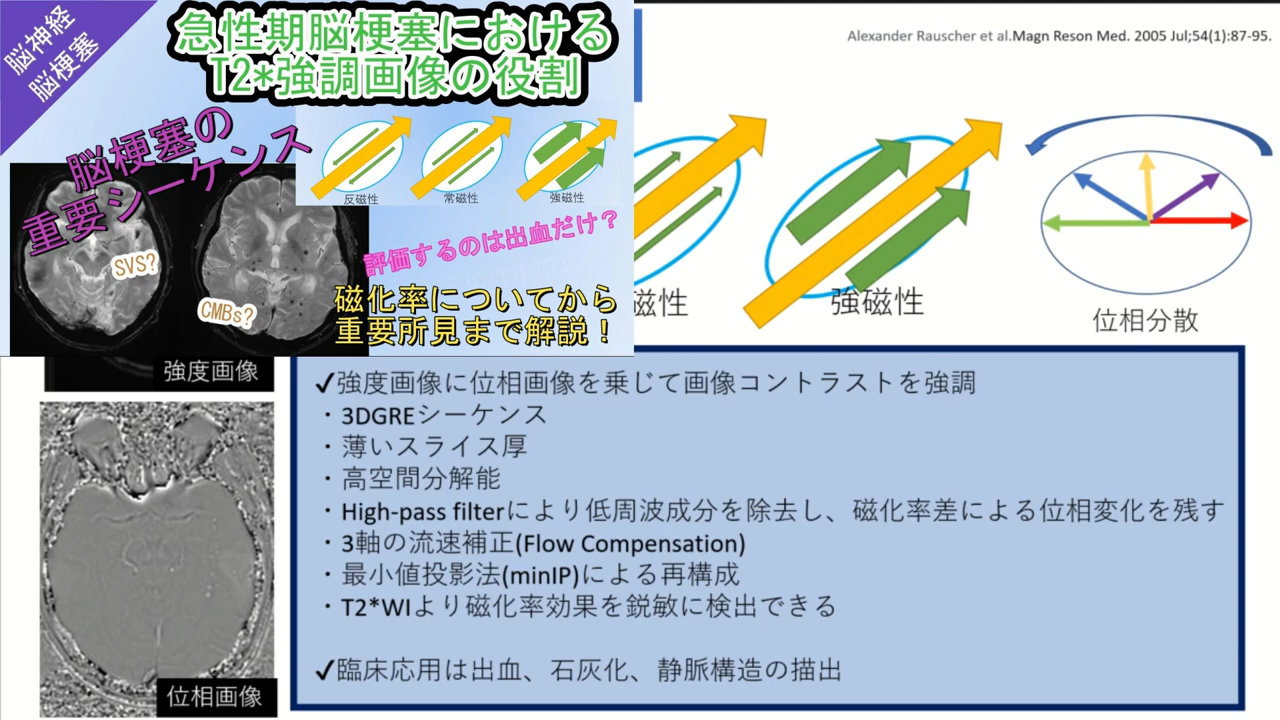 脳神経
脳梗塞
急性期脳梗塞における
T2*強調画像の役割
脳梗塞の
重要シーケンス
反磁性
常磁性
強磁性
SVS?
CMBs?
評価するのは出血だけ？
磁化率についてから
重要所見まで解説！
Alexander Rauscher et al.Magn Reson Med. 2005 Jul;54(1):87-95.
磁性
強磁性
位相分散
強度画像
位相画像
✓強度画像に位相画像を乗じて画像コントラストを強調
・3DGREシーケンス
・薄いスライス厚
・高空間分解能
・High-pass filterにより低周波成分を除去し、磁化率差による位相変化を残す
・3軸の流速補正(Flow Compensation)
・最小値投影法(minIP)による再構成
・T2*WIより磁化率効果を鋭敏に検出できる
✓臨床応用は出血、石灰化、静脈構造の描出